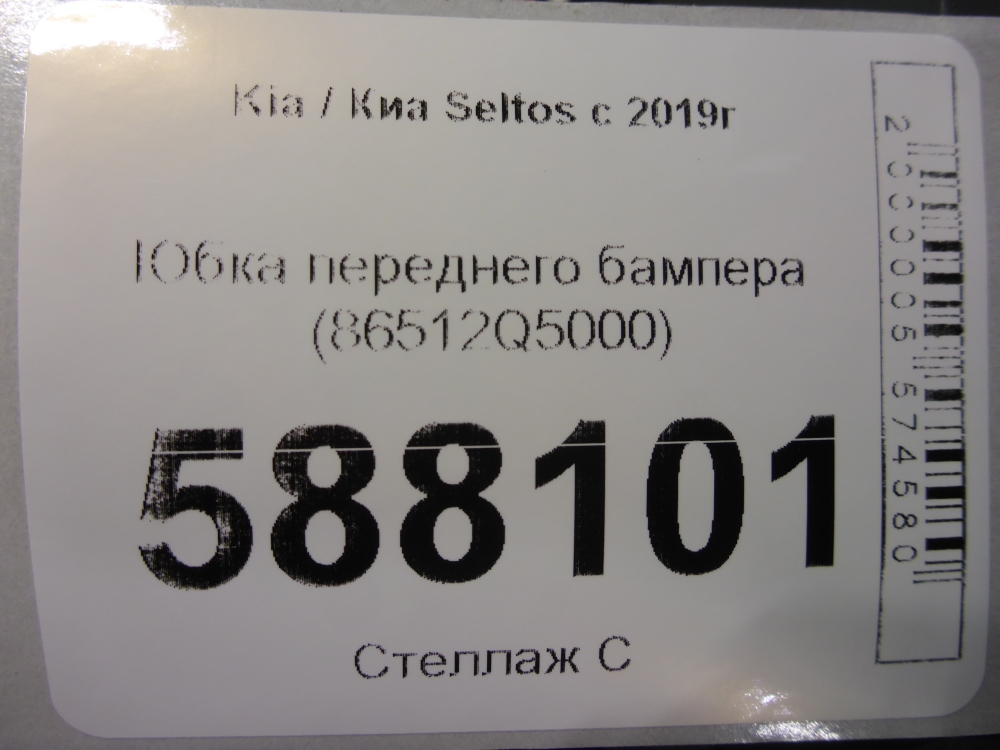 Kia / Киа Seltos с 2019г
Юбка переднего бампера
(86512Q5000)
588101
Стеллаж С
2000005574580